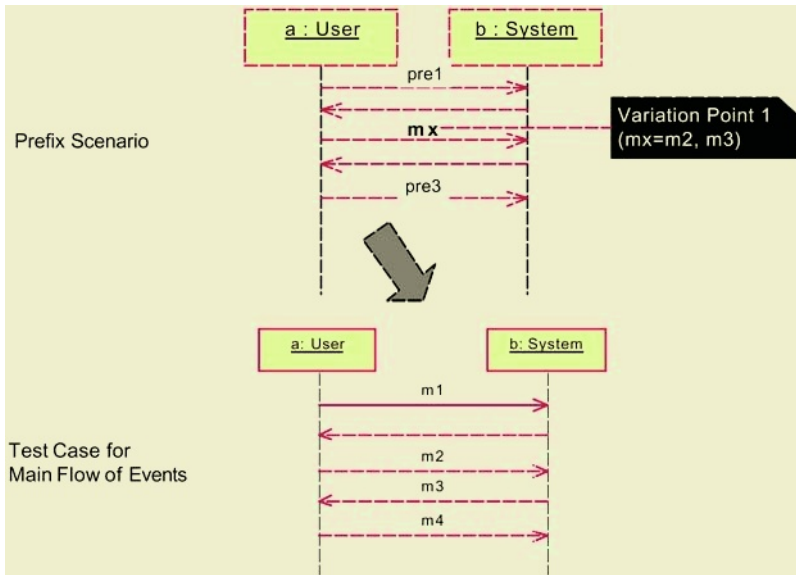 a : User
b : System
pre1
Variation Point 1
(mx=m2, m3)
mx
Prefix Scenario
pre3
a: User
b: System
m1
Test Case for
Main Flow of Events
m2
m3
m4